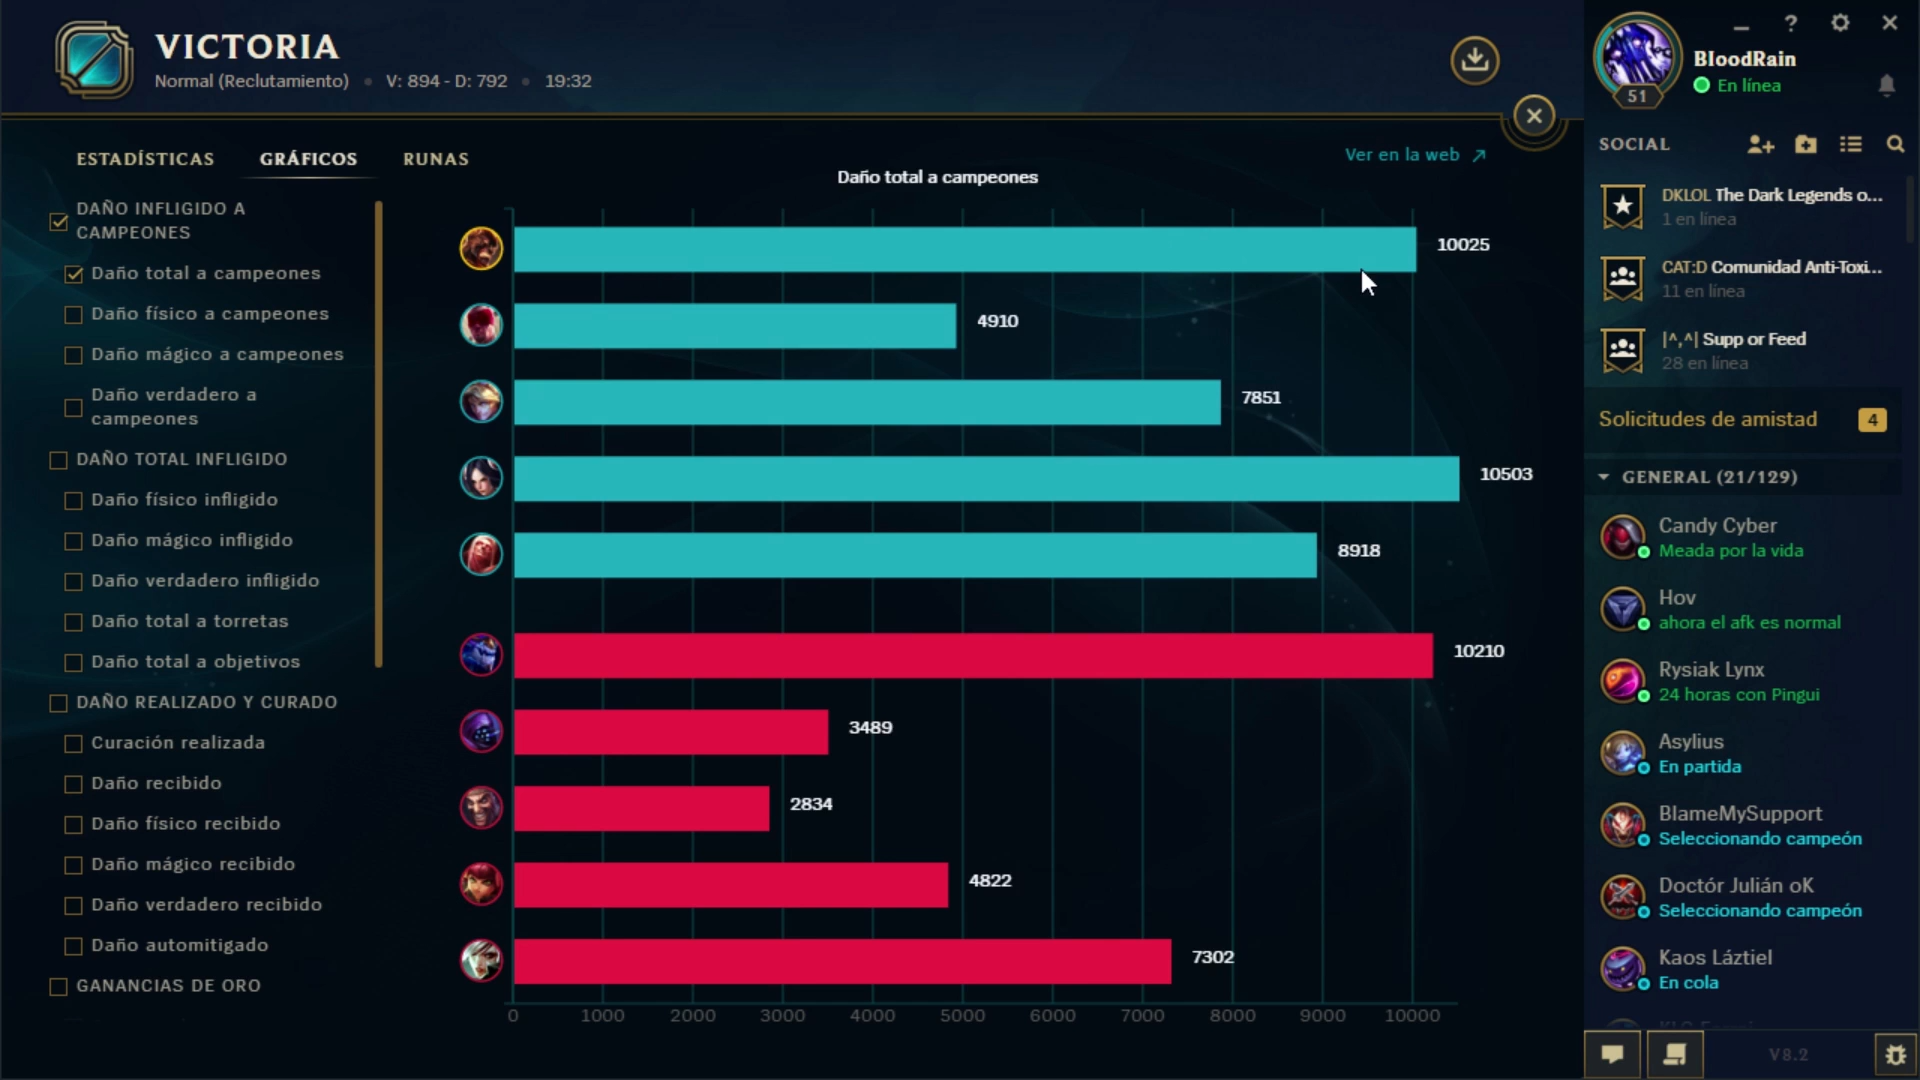 VICTORIA
Normal (Reclutamiento) • V: 894 - D: 792 • 19:32
ESTADÍSTICAS GRÁFICOS RUNAS
Ver en la web
Daño total a campeones
DAÑO INFLIGIDO A
CAMPEONES
Daño total a campeones
Daño físico a campeones
Daño mágico a campeones
Daño verdadero a
campeones
DAÑO TOTAL INFLIGIDO
Daño físico infligido
Daño mágico infligido
Daño verdadero infligido
Daño total a torretas
Daño total a objetivos
DAÑO REALIZADO Y CURADO
Curación realizada
Daño recibido
Daño físico recibido
Daño mágico recibido
Daño verdadero recibido
Daño automitigado
GANANCIAS DE ORO
10025
4910
7851
10503
8918
10210
3489
2834
4822
7302
0 1000 2000 3000 4000 5000 6000 7000 8000 9000 10000
?
BloodRain
En línea
51
SOCIAL
DKLOL The Dark Legends o...
1 en línea
CAT:D Comunidad Anti-Toxi...
11 en línea
|^,^| Supp or Feed
28 en línea
Solicitudes de amistad 4
GENERAL (21/129)
Candy Cyber
Meada por la vida
Hov
ahora el afk es normal
Rysiak Lynx
24 horas con Pingui
Asylius
En partida
BlameMySupport
Seleccionando campeón
Doctór Julián oK
Seleccionando campeón
Kaos Láztiel
En cola
V8.2